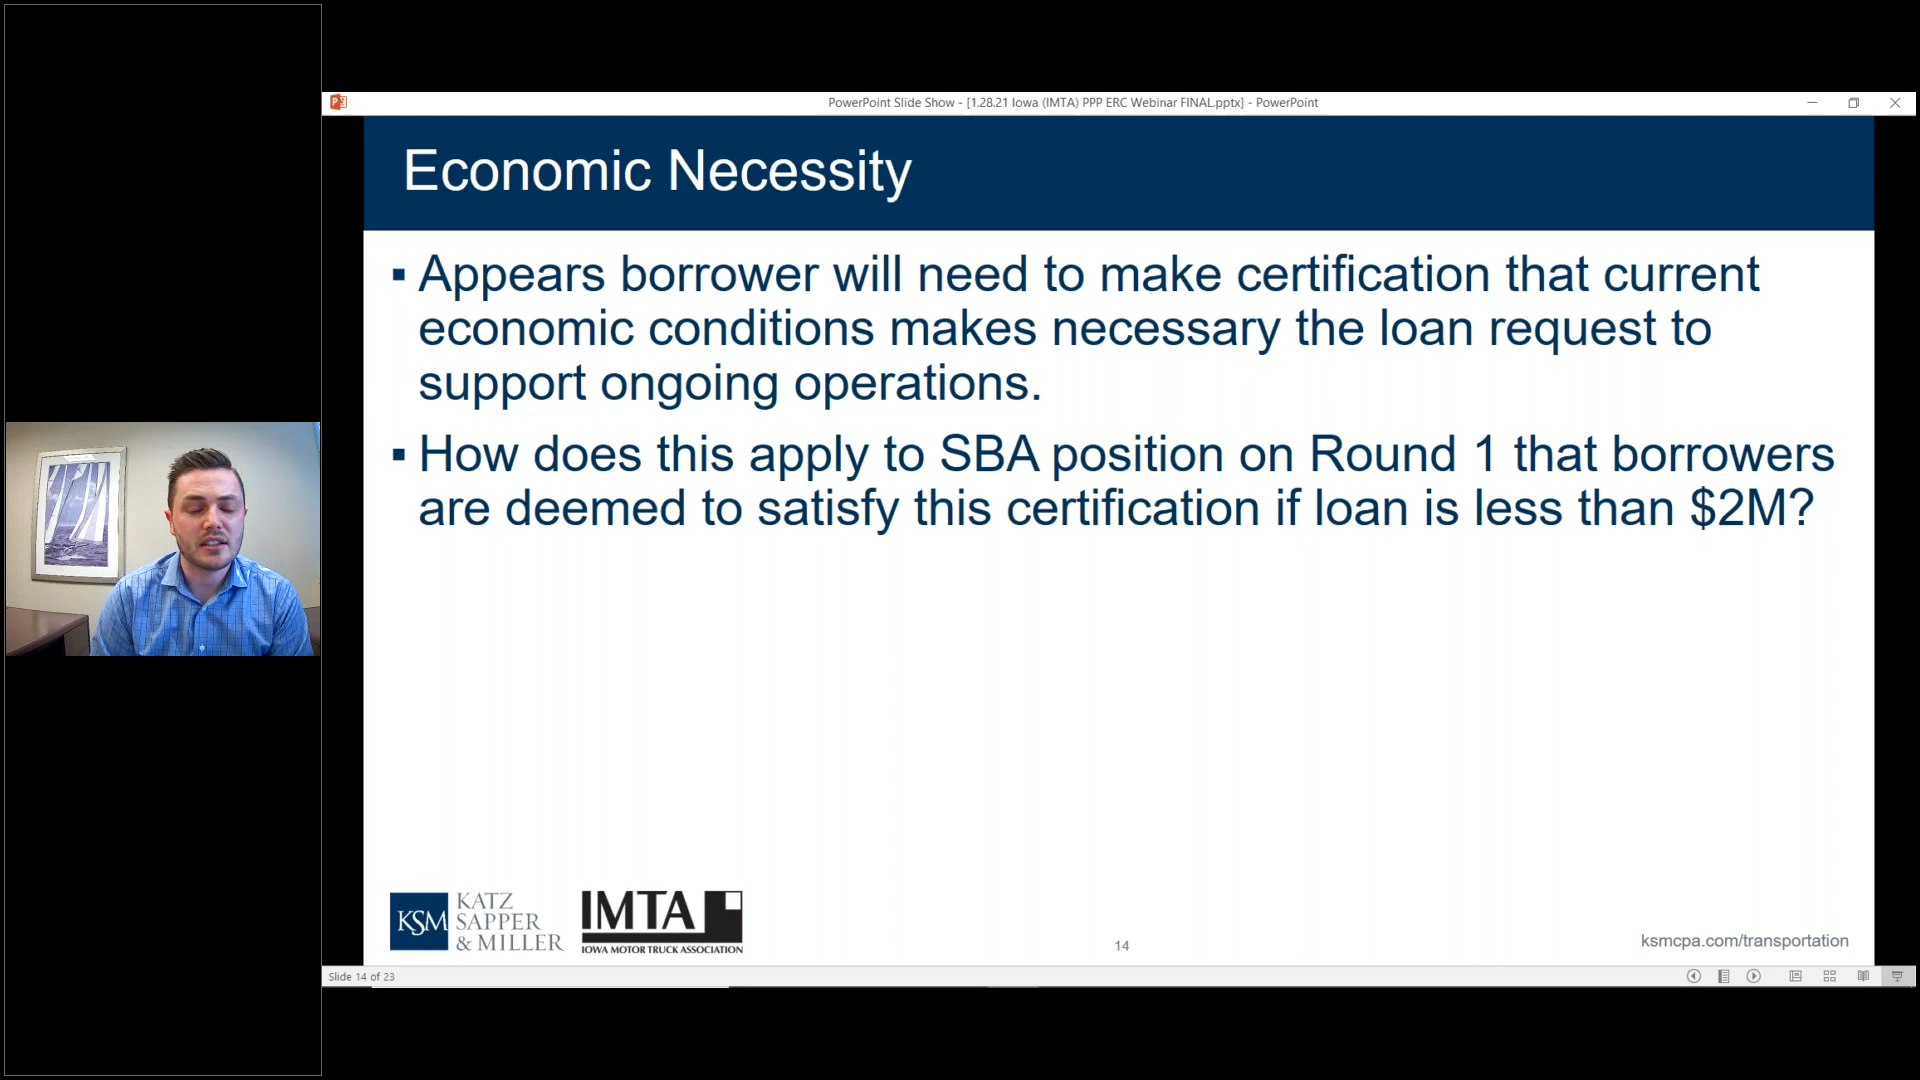 PowerPoint Slide Show - [1.28.21 Iowa (IMTA) PPP ERC Webinar FINAL.pptx] - PowerPoint
Economic Necessity
▪ Appears borrower will need to make certification that current
economic conditions makes necessary the loan request to
support ongoing operations.
▪ How does this apply to SBA position on Round 1 that borrowers
are deemed to satisfy this certification if loan is less than $2M?
KSM
KATZ
SAPPER
& MILLER
IMTA
IOWA MOTOR TRUCK ASSOCIATION
14
ksmcpa.com/transportation
Slide 14 of 23